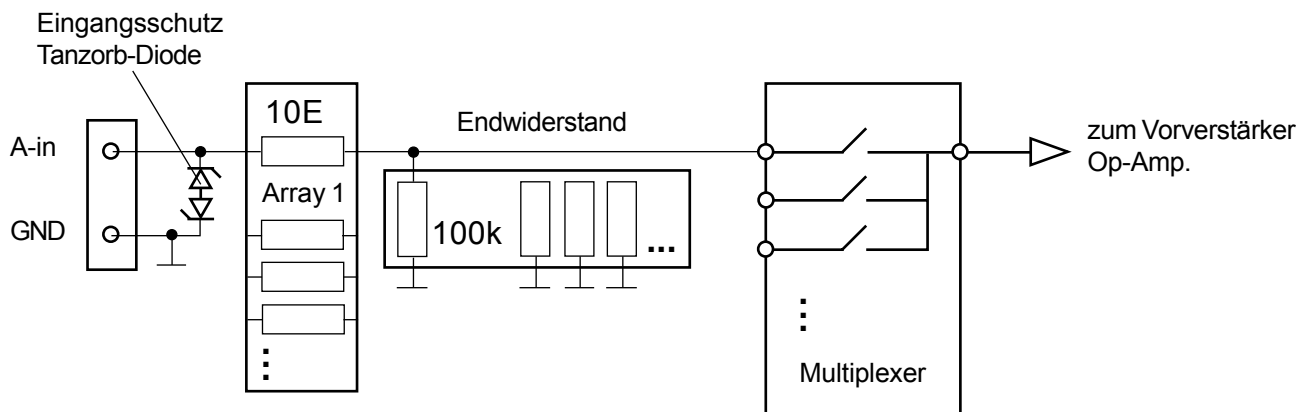 Eingangsschutz
Tanzorb-Diode
10E
Endwiderstand
A-in
zum Vorverstärker
Op-Amp.
Array 1
GND
100k
...
Multiplexer